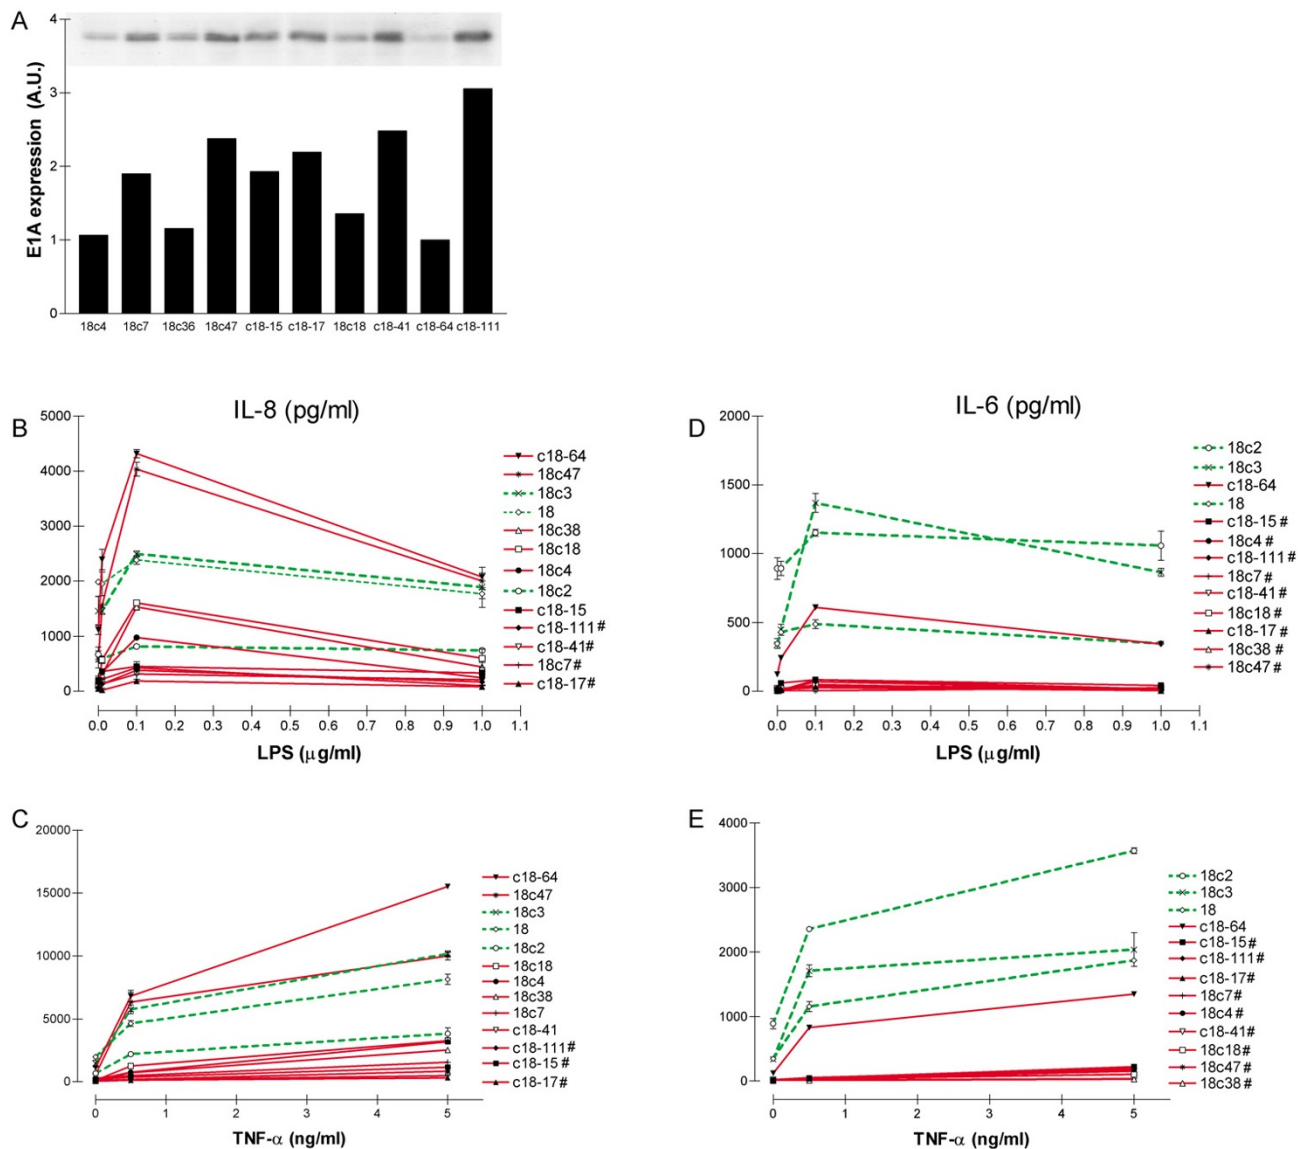 A
E1A expression (A.U.)
4
3
2
1
0
18c4 18c7 18c36 18c47 c18-15 c18-17 18c18 c18-41 c18-64 c18-111
B
IL-8 (pg/ml)
5000
4000
3000
2000
1000
0
0.0 0.1 0.2 0.3 0.4 0.5 0.6 0.7 0.8 0.9 1.0 1.1
LPS (μg/ml)
c18-64
18c47
18c3
18
18c38
18c18
18c4
18c2
c18-15
c18-111#
c18-41#
18c7#
c18-17#
D
IL-6 (pg/ml)
2000
1500
1000
500
0
0.0 0.1 0.2 0.3 0.4 0.5 0.6 0.7 0.8 0.9 1.0 1.1
LPS (μg/ml)
18c2
18c3
c18-64
18
c18-15#
18c4#
c18-111#
18c7#
c18-41#
18c18#
c18-17#
18c38#
18c47#
C
20000
15000
10000
5000
0
0 1 2 3 4 5
TNF-α (ng/ml)
c18-64
18c47
18c3
18
18c2
18c18
18c4
18c38
18c7
c18-41
c18-111#
c18-15#
c18-17#
E
4000
3000
2000
1000
0
0 1 2 3 4 5
TNF-α (ng/ml)
18c2
18c3
18
c18-64
c18-15#
c18-111#
c18-17#
18c7#
18c4#
c18-41#
18c18#
18c47#
18c38#